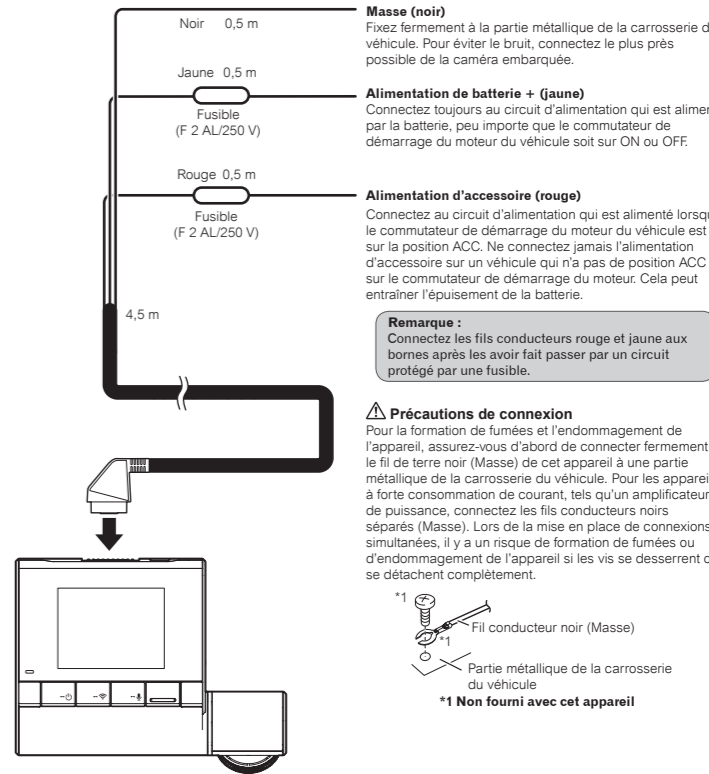 Noir 0,5 m
Jaune 0,5 m
Fusible
(F 2 AL/250 V)
Rouge 0,5 m
Fusible
(F 2 AL/250 V)
4,5 m
Masse (noir)
Fixez fermement à la partie métallique de la carrosserie d
véhicule. Pour éviter le bruit, connectez le plus près
possible de la caméra embarquée.
Alimentation de batterie + (jaune)
Connectez toujours au circuit d'alimentation qui est alimen
par la batterie, peu importe que le commutateur de
démarrage du moteur du véhicule soit sur ON ou OFF.
Alimentation d'accessoire (rouge)
Connectez au circuit d'alimentation qui est alimenté lorsqu
le commutateur de démarrage du moteur du véhicule est
sur la position ACC. Ne connectez jamais l'alimentation
d'accessoire sur un véhicule qui n'a pas de position ACC
sur le commutateur de démarrage du moteur. Cela peut
entraîner l'épuisement de la batterie.
Remarque :
Connectez les fils conducteurs rouge et jaune aux
bornes après les avoir fait passer par un circuit
protégé par une fusible.
Précautions de connexion
Pour la formation de fumées et l'endommagement de
l'appareil, assurez-vous d'abord de connecter fermement
le fil de terre noir (Masse) de cet appareil à une partie
métallique de la carrosserie du véhicule. Pour les appareil
à forte consommation de courant, tels qu'un amplificateur
de puissance, connectez les fils conducteurs noirs
séparés (Masse). Lors de la mise en place de connexions
simultanées, il y a un risque de formation de fumées ou
d'endommagement de l'appareil si les vis se desserrent o
se détachent complètement.
*1
*1
Fil conducteur noir (Masse)
Partie métallique de la carrosserie
du véhicule
*1 Non fourni avec cet appareil